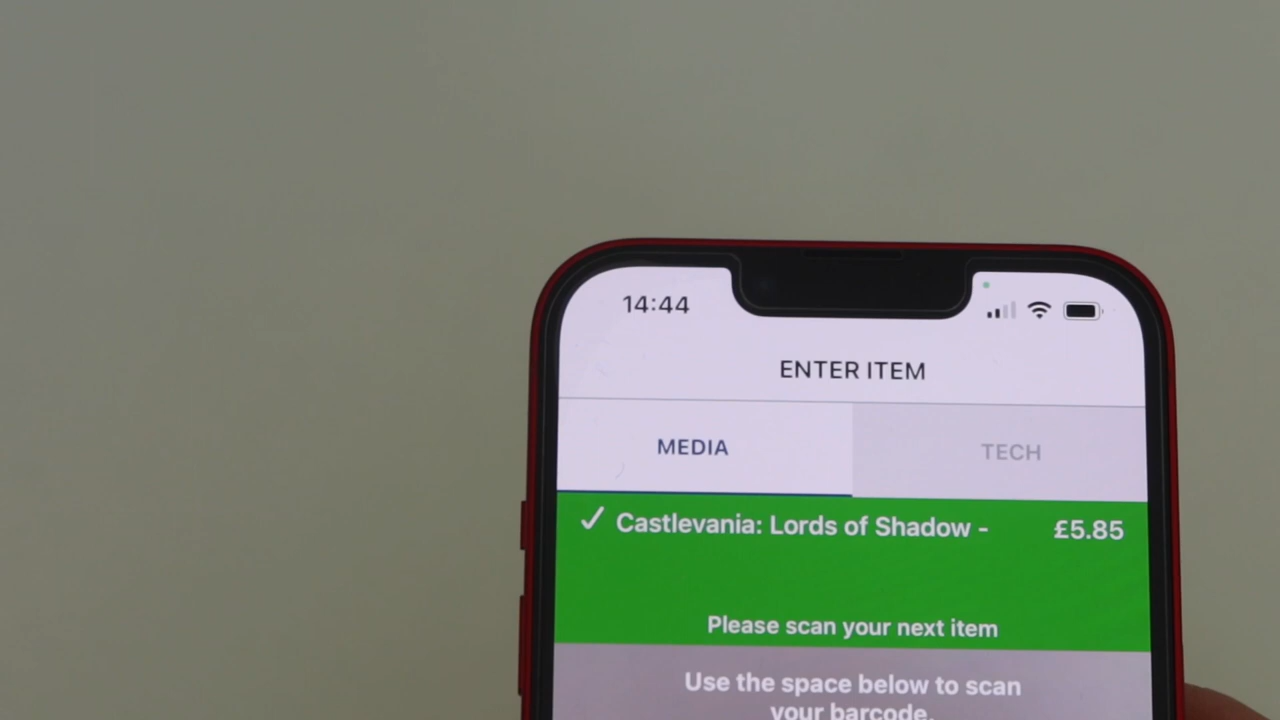 14:44
ENTER ITEM
MEDIA
TECH
✓ Castlevania: Lords of Shadow - £5.85
Please scan your next item
Use the space below to scan
your barcode.